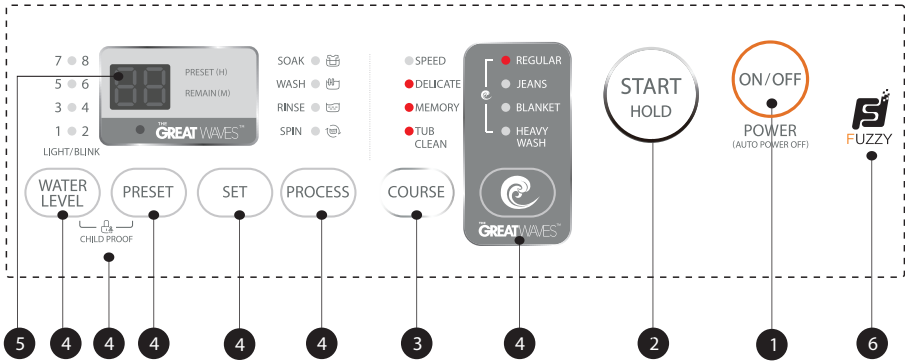 7 8
5 6
3 4
1 2
LIGHT/BLINK
88
PRESET (H)
REMAIN (M)
THE
GREAT WAVES™
SOAK
WASH
RINSE
SPIN
SPEED
DELICATE
MEMORY
TUB
CLEAN
REGULAR
JEANS
BLANKET
HEAVY
WASH
START
HOLD
ON/OFF
POWER
(AUTO POWER OFF)
FUZZY
WATER
LEVEL
PRESET
SET
PROCESS
COURSE
THE
GREATWAVES™
CHILD PROOF
5 4 4 4 4 4 3 4 2 1 6